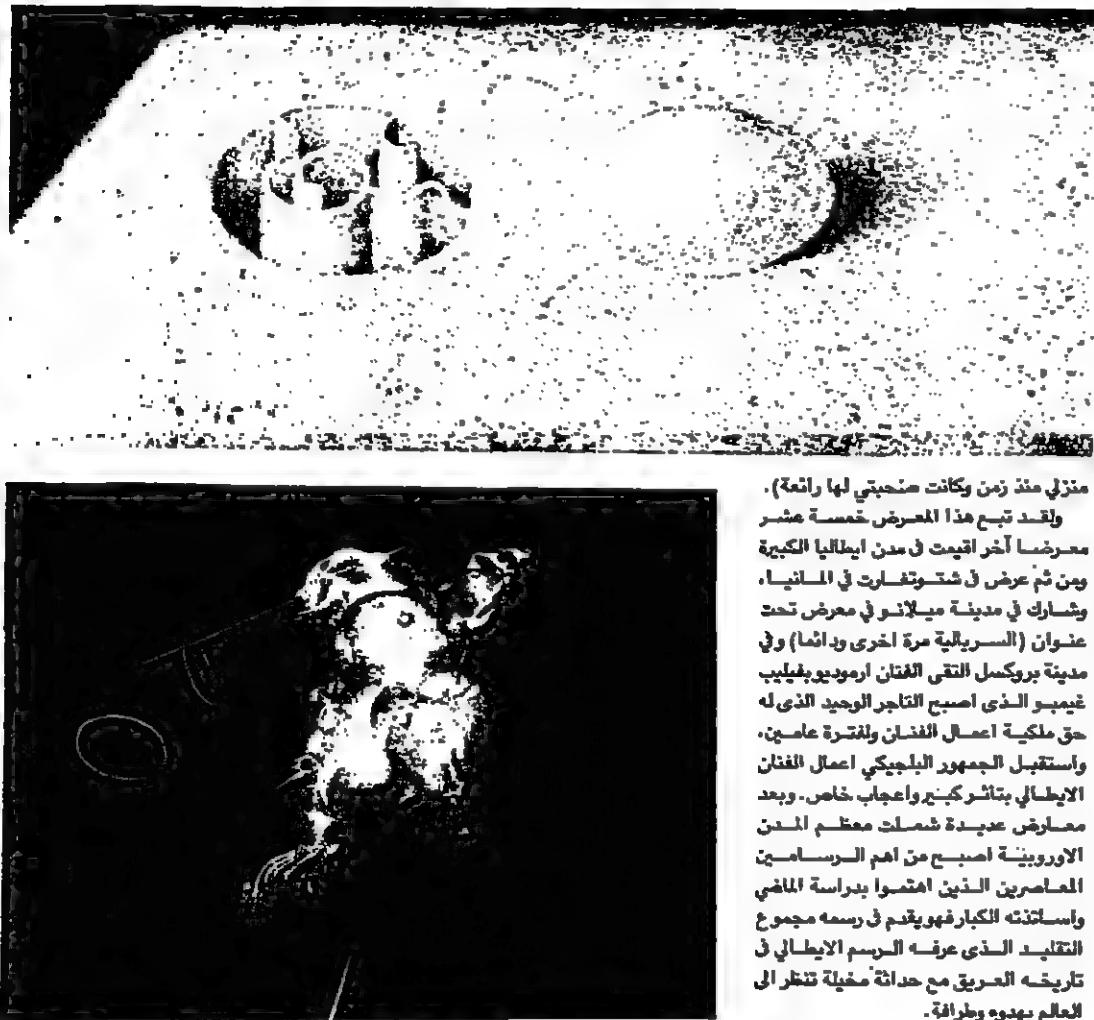 منزلي منذ زمن وكانت صحبتي لها رائعة).
ولقد تبع هذا المعرض خمسة عشر
معرضا آخر اقيمت في مدن ايطاليا الكبيرة
ومن ثم عرض في شتوتغارت في المانيا،
وشارك في مدينة ميلانو في معرض تحت
عنوان (السريالية مرة اخرى ودائما) وفي
مدينة بروكسل التقى الفنان ارموديو بفيليب
غيمبو الذى اصبح التاجر الوحيد الذى له
حق ملكية اعمال الفنان ولفترة عامين،
واستقبل الجمهور البلجيكي اعمال الفنان
الايطالي بتاثر كبير واعجاب خاص. وبعد
معارض عديدة شملت معظم المدن
الاوروبية اصبح من اهم الرسامين
المعاصرين الذين اهتموا بدراسة الماضي
واساتذته الكبار فهو يقدم في رسمه مجموع
التقليد الذى عرفه الرسم الايطالي في
تاريخه العريق مع حداثة مخيلة تنظر الى
العالم بهدوء وطرافة.